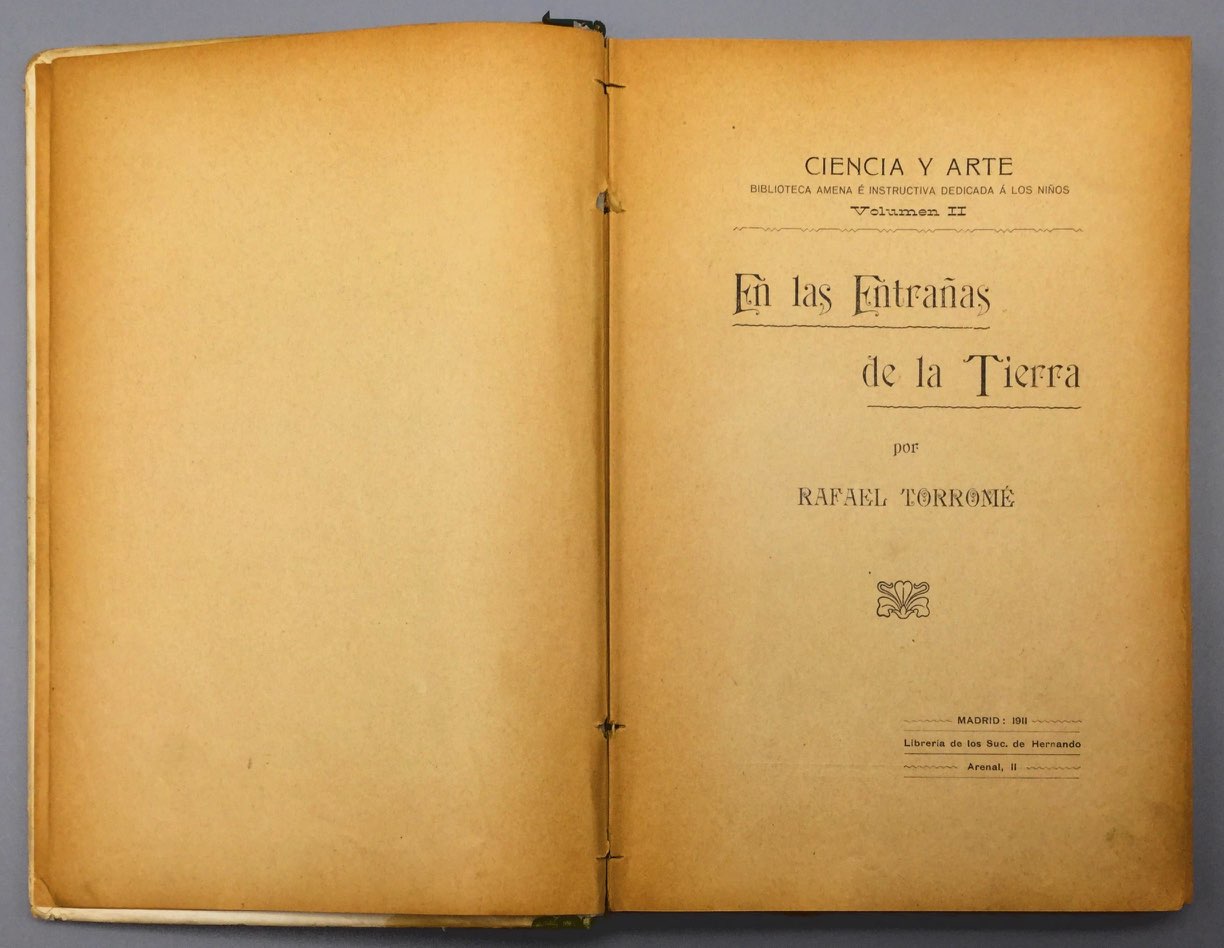 CIENCIA Y ARTE
BIBLIOTECA AMENA É INSTRUCTIVA DEDICADA Á LOS NIÑOS
Volumen II
En las Entrañas
de la Tierra
por
RAFAEL TORROMÉ
MADRID: 1911
Librería de los Suc. de Hernando
Arenal, 11